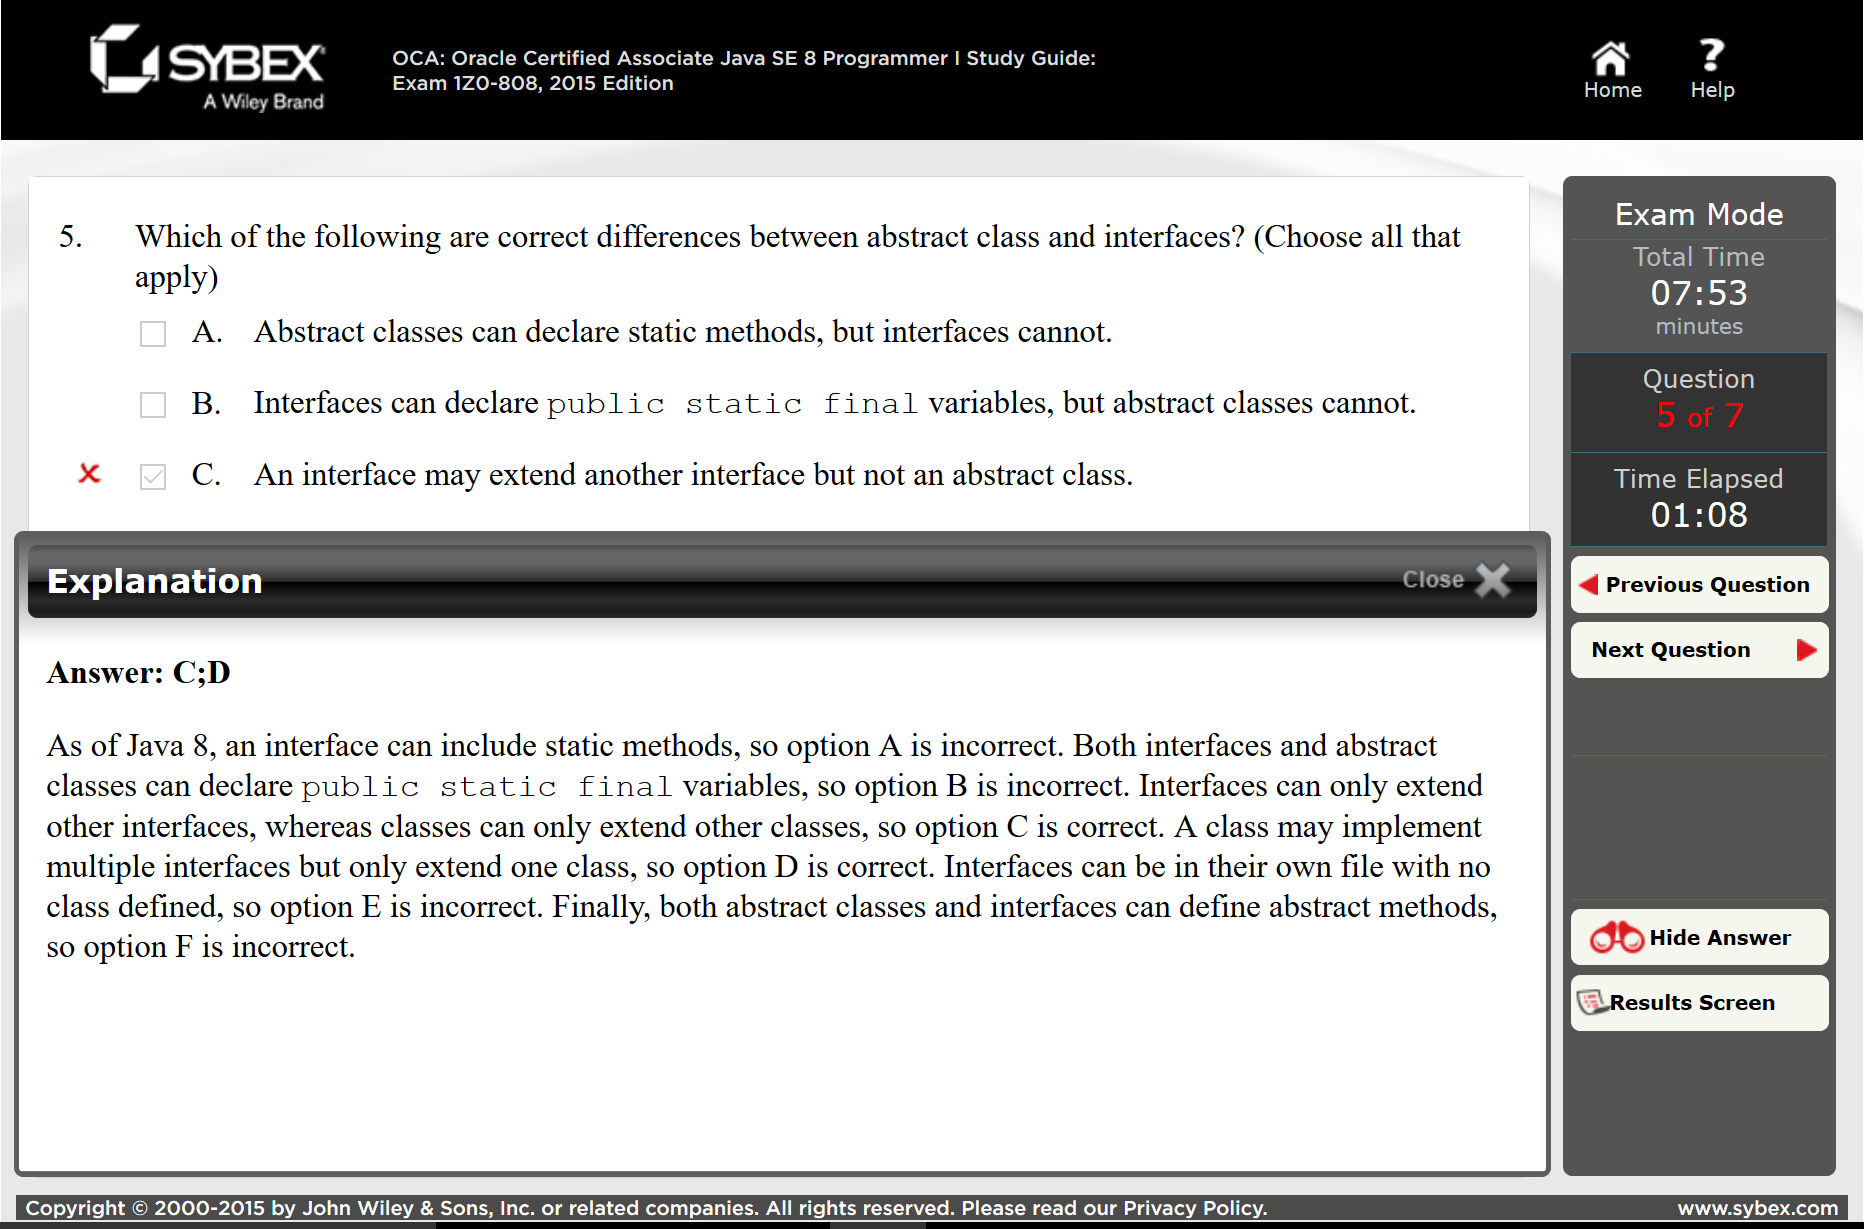 SYBEX
A Wiley Brand
OCA: Oracle Certified Associate Java SE 8 Programmer I Study Guide:
Exam 1Z0-808, 2015 Edition
Home
Help
5. Which of the following are correct differences between abstract class and interfaces? (Choose all that
apply)
A. Abstract classes can declare static methods, but interfaces cannot.
B. Interfaces can declare public static final variables, but abstract classes cannot.
C. An interface may extend another interface but not an abstract class.
Explanation
Close
Answer: C;D
As of Java 8, an interface can include static methods, so option A is incorrect. Both interfaces and abstract
classes can declare public static final variables, so option B is incorrect. Interfaces can only extend
other interfaces, whereas classes can only extend other classes, so option C is correct. A class may implement
multiple interfaces but only extend one class, so option D is correct. Interfaces can be in their own file with no
class defined, so option E is incorrect. Finally, both abstract classes and interfaces can define abstract methods,
so option F is incorrect.
Exam Mode
Total Time
07:53
minutes
Question
5 of 7
Time Elapsed
01:08
Previous Question
Next Question
Hide Answer
Results Screen
Copyright © 2000-2015 by John Wiley & Sons, Inc. or related companies. All rights reserved. Please read our Privacy Policy.
www.sybex.com